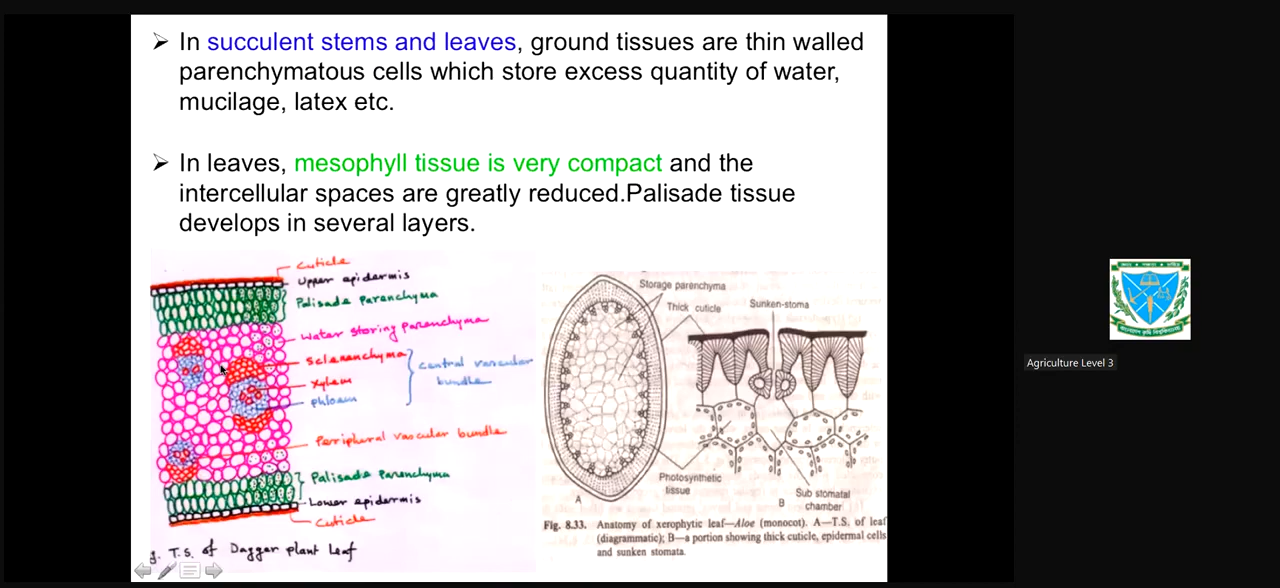 ➢ In succulent stems and leaves, ground tissues are thin walled
parenchymatous cells which store excess quantity of water,
mucilage, latex etc.
➢ In leaves, mesophyll tissue is very compact and the
intercellular spaces are greatly reduced.Palisade tissue
develops in several layers.
Cuticle
Upper epidermis
Palisade Parenchyma
Water storing Parenchyma
Sclerenchyma
Xylem
Phloem
central vascular
bundle
Peripheral vascular bundle
Palisade Parenchyma
Lower epidermis
Cuticle
g. T.S. of Dagger plant Leaf
Storage parenchyma
Thick cuticle
Sunken-stoma
Photosynthetic
tissue
Sub stomatal
chamber
A
B
Fig. 8.33. Anatomy of xerophytic leaf—Aloe (monocot). A—T.S. of leaf
(diagrammatic); B—a portion showing thick cuticle, epidermal cells
and sunken stomata.
Agriculture Level 3